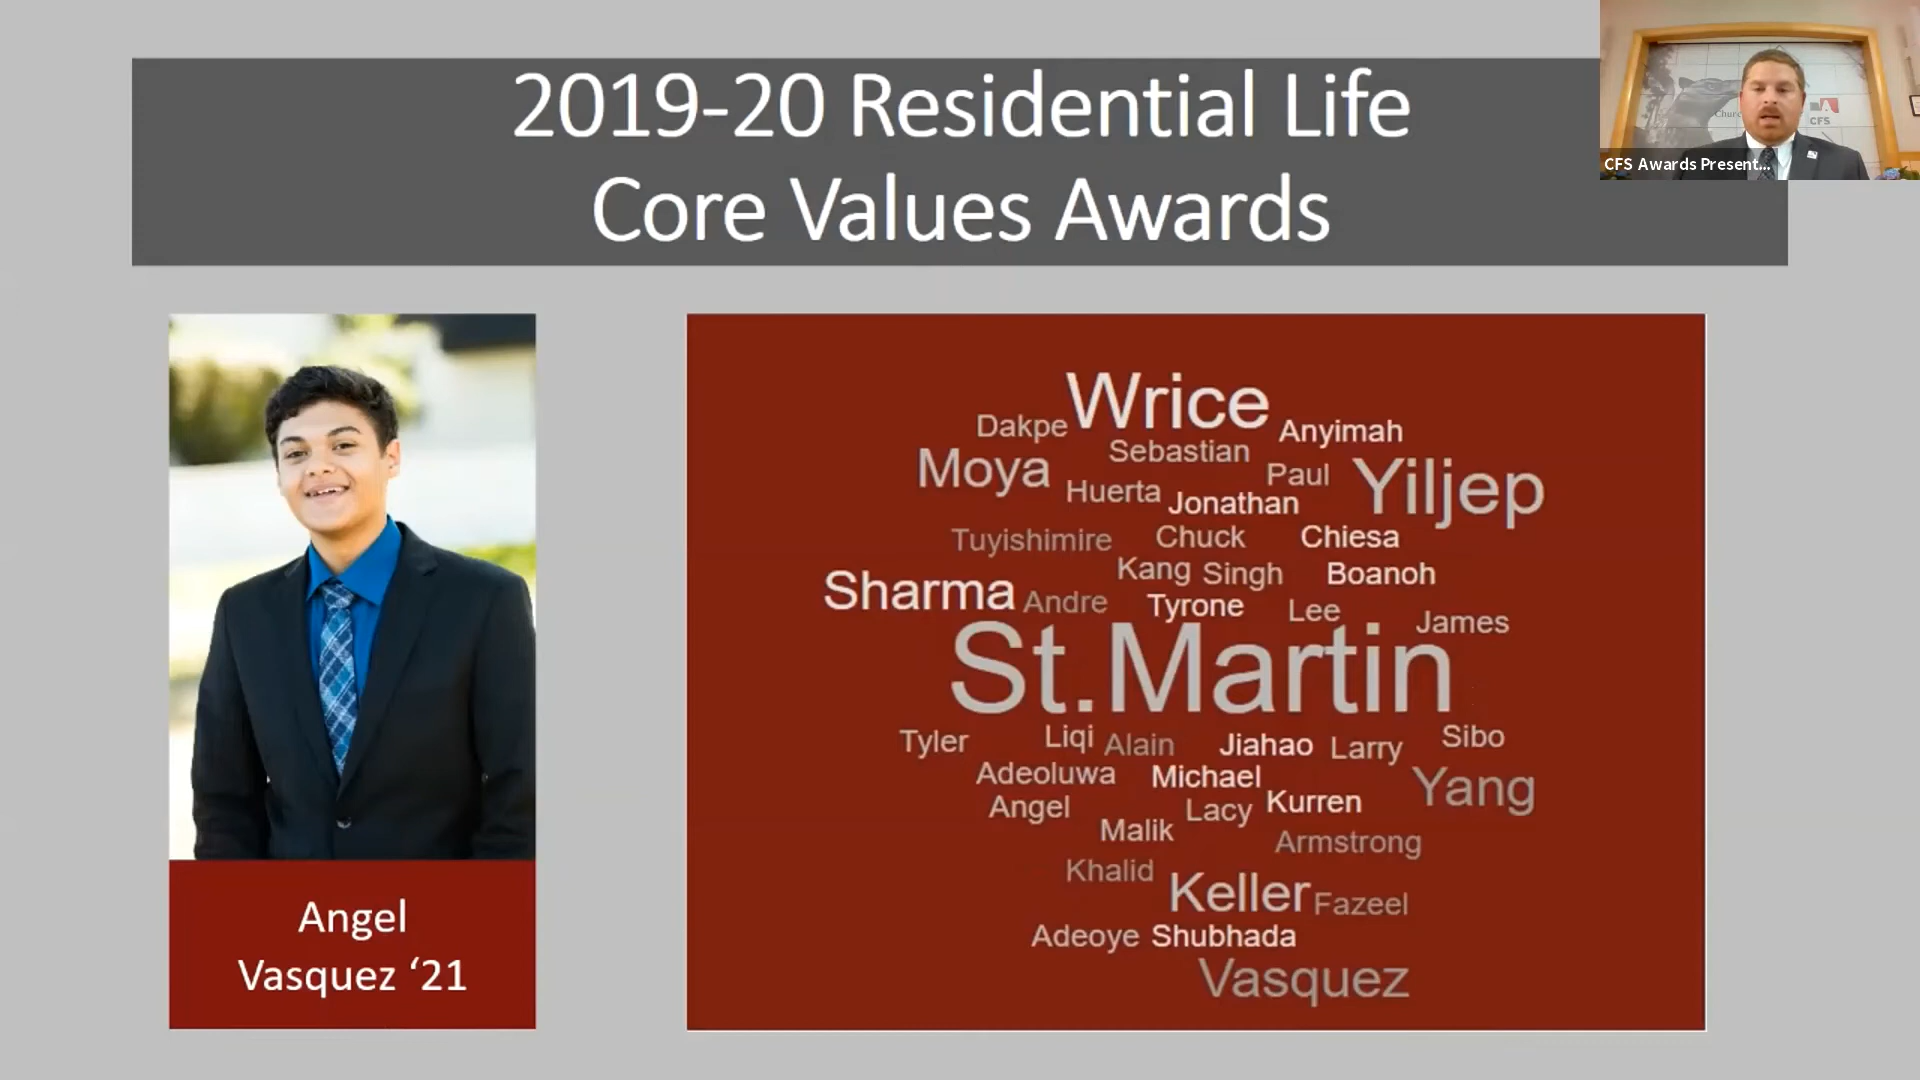 2019-20 Residential Life
Core Values Awards
CFS
CFS Awards Present...
Wrice
Dakpe
Anyimah
Sebastian
Moya
Paul
Yiljep
Huerta
Jonathan
Tuyishimire
Chuck
Chiesa
Kang
Singh
Boanoh
Sharma
Andre
Tyrone
Lee
James
St.Martin
Tyler
Liqi
Alain
Jiahao
Larry
Sibo
Adeoluwa
Michael
Yang
Angel
Lacy
Kurren
Malik
Armstrong
Khalid
Keller
Fazeel
Adeoye
Shubhada
Vasquez
Angel
Vasquez ‘21